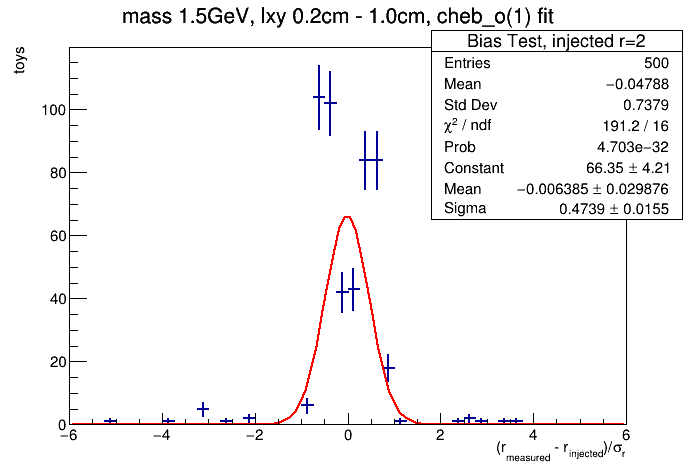 mass 1.5GeV, lxy 0.2cm - 1.0cm, cheb_o(1) fit
Bias Test, injected r=2
Entries 500
Mean −0.04788
Std Dev 0.7379
χ² / ndf 191.2 / 16
Prob 4.703e−32
Constant 66.35 ± 4.21
Mean −0.006385 ± 0.029876
Sigma 0.4739 ± 0.0155
toys
100
80
60
40
20
0
−6 −4 −2 0 2 4 6
(r_measured - r_injected)/σ_r